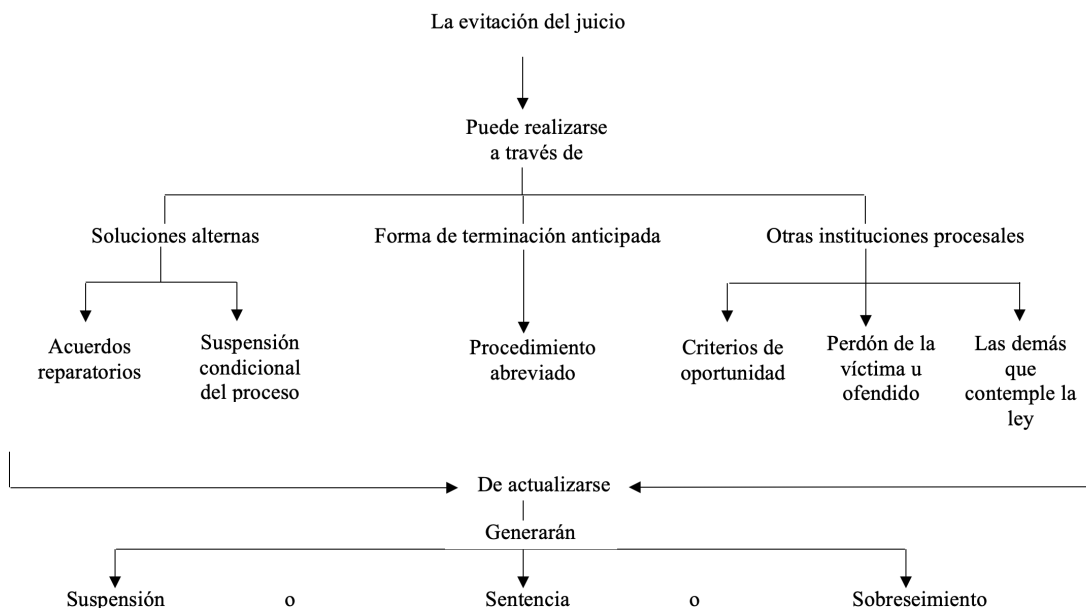 La evitación del juicio
Puede realizarse
a través de
Soluciones alternas
Forma de terminación anticipada
Otras instituciones procesales
Acuerdos
reparatorios
Suspensión
condicional
del proceso
Procedimiento
abreviado
Criterios de
oportunidad
Perdón de la
víctima u
ofendido
Las demás
que
contemple la
ley
De actualizarse
Generarán
Suspensión o Sentencia o Sobreseimiento